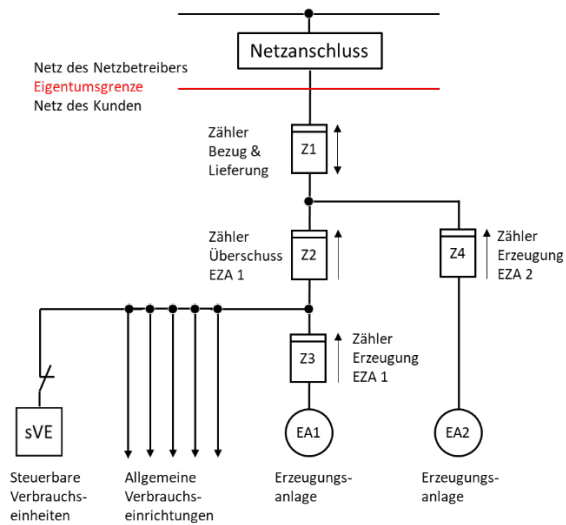 Netzanschluss
Netz des Netzbetreibers
Eigentumsgrenze
Netz des Kunden
Zähler
Bezug &
Lieferung
Z1
Zähler
Überschuss
EZA 1
Z2
Z4
Zähler
Erzeugung
EZA 2
Z3
Zähler
Erzeugung
EZA 1
sVE
EA1
EA2
Steuerbare
Verbrauchs-
einheiten
Allgemeine
Verbrauchs-
einrichtungen
Erzeugungs-
anlage
Erzeugungs-
anlage